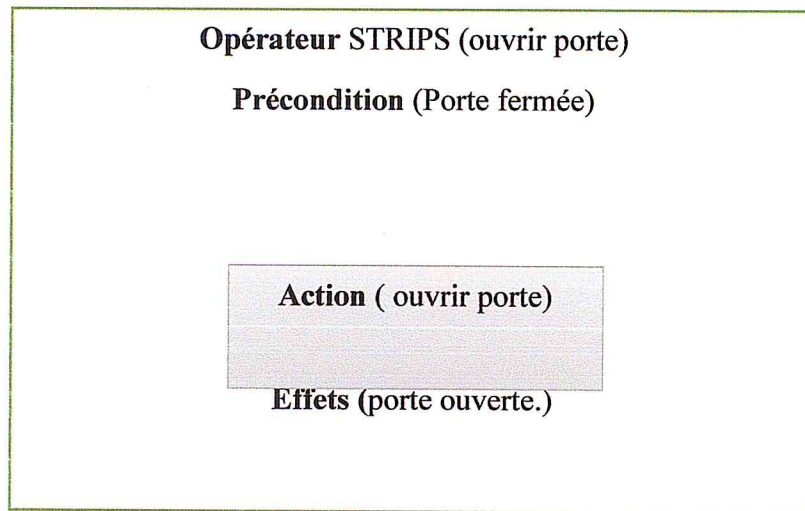 Opérateur STRIPS (ouvrir porte)
Précondition (Porte fermée)
Action ( ouvrir porte)
Effets (porte ouverte.)